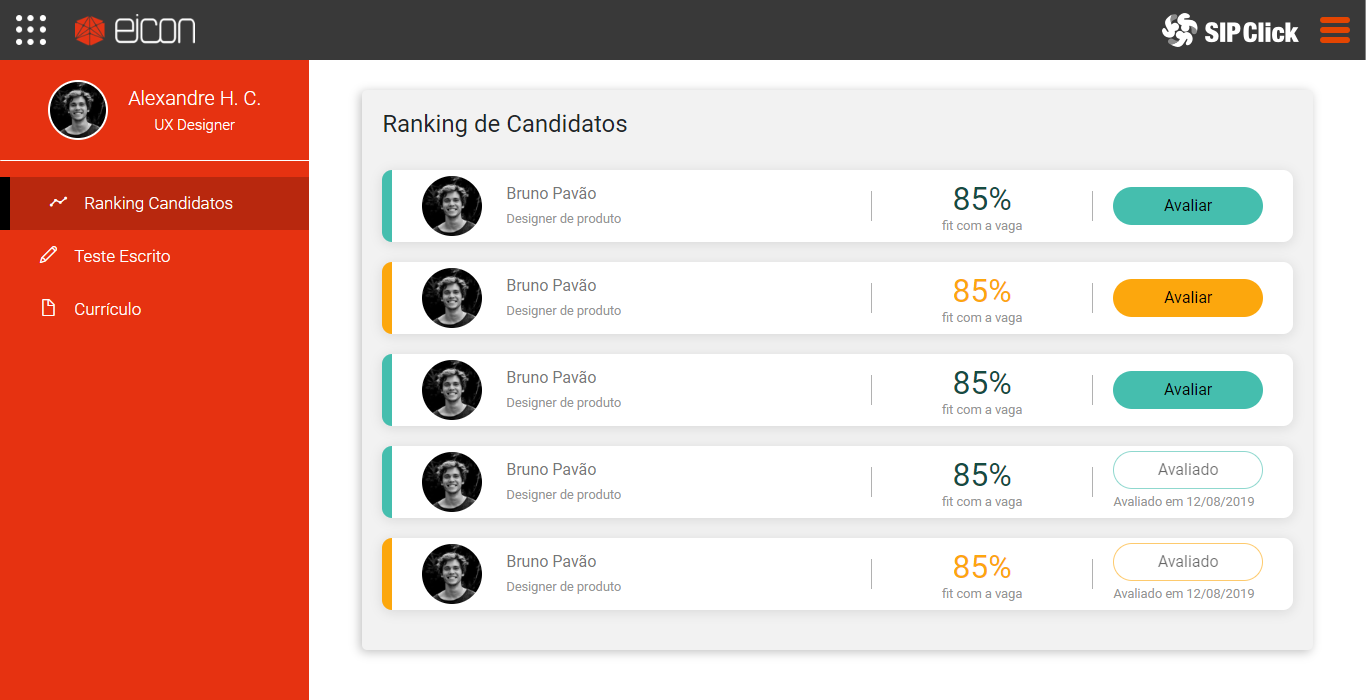 eicon
SIPClick
Alexandre H. C.
UX Designer
Ranking Candidatos
Teste Escrito
Currículo
Ranking de Candidatos
Bruno Pavão
Designer de produto
85%
fit com a vaga
Avaliar
Bruno Pavão
Designer de produto
85%
fit com a vaga
Avaliar
Bruno Pavão
Designer de produto
85%
fit com a vaga
Avaliar
Bruno Pavão
Designer de produto
85%
fit com a vaga
Avaliado
Avaliado em 12/08/2019
Bruno Pavão
Designer de produto
85%
fit com a vaga
Avaliado
Avaliado em 12/08/2019